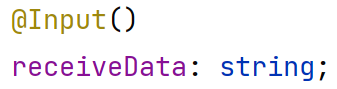 @Input()
receiveData: string;